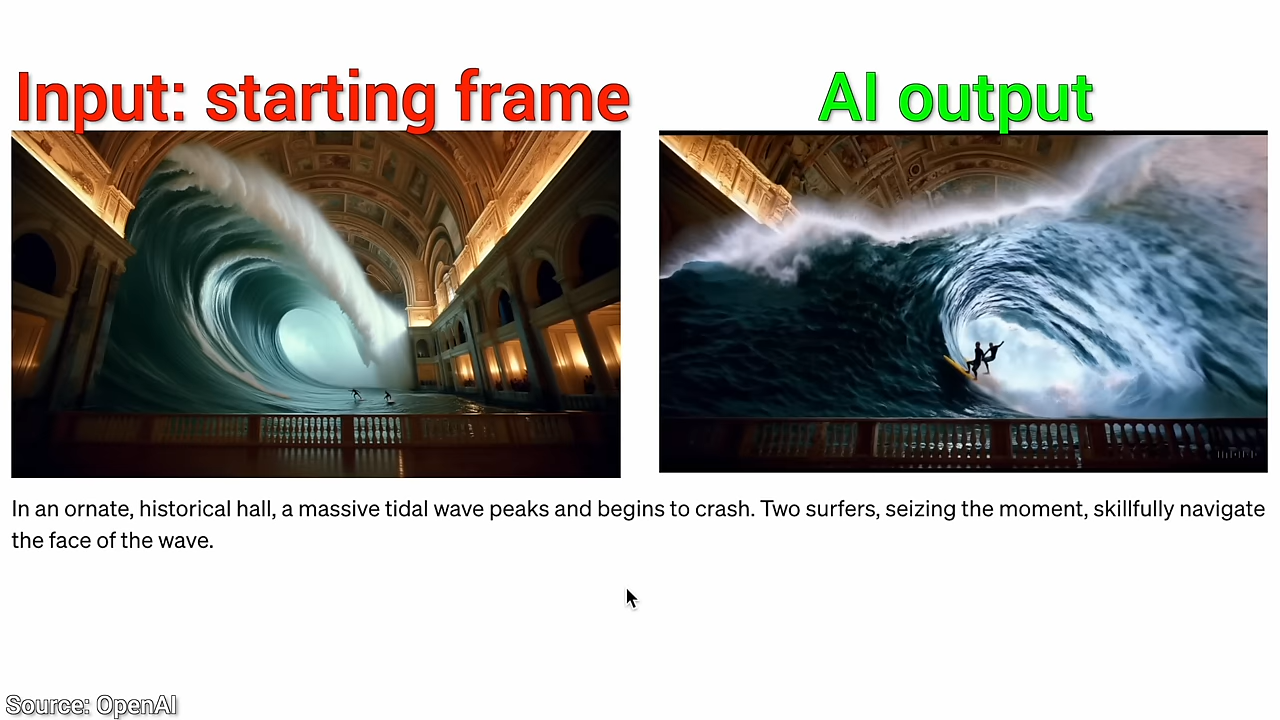 Input: starting frame
AI output
In an ornate, historical hall, a massive tidal wave peaks and begins to crash. Two surfers, seizing the moment, skillfully navigate
the face of the wave.
Source: OpenAI